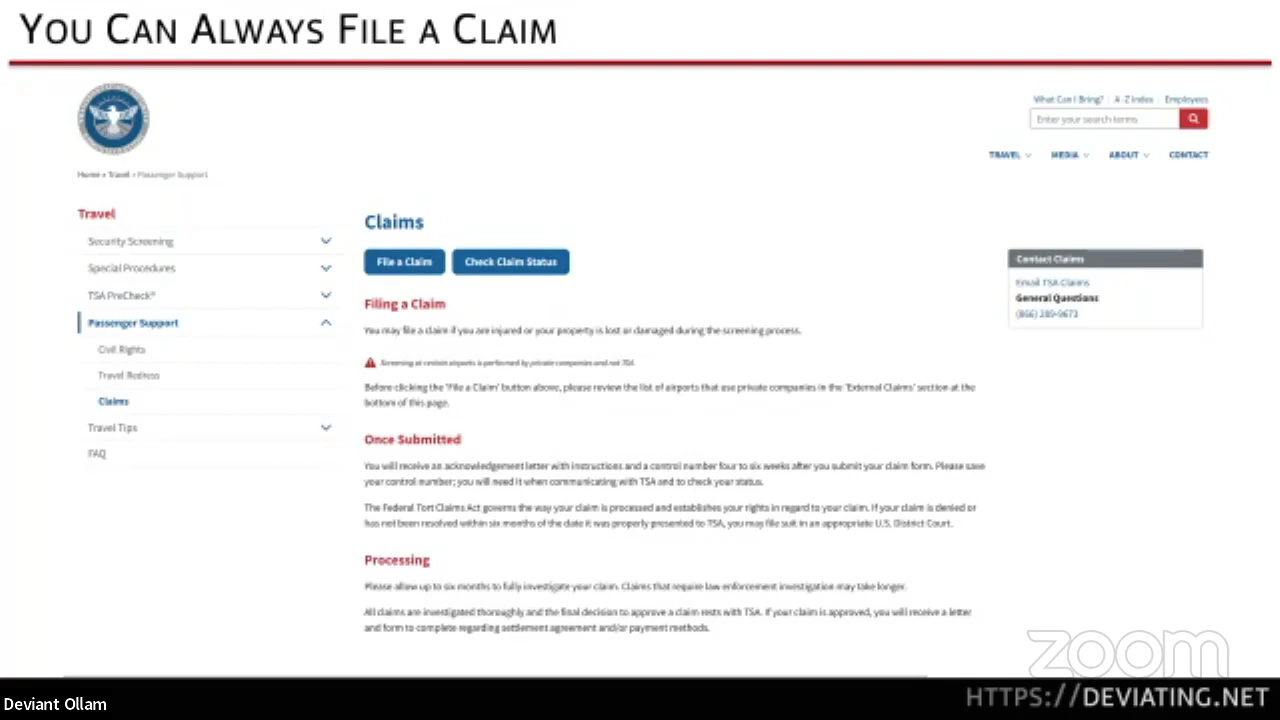 YOU CAN ALWAYS FILE A CLAIM
What Can I Bring? | A-Z Index | Employees
Enter your search terms
TRAVEL MEDIA ABOUT CONTACT
Home » Travel » Passenger Support
Travel
Security Screening
Special Procedures
TSA PreCheck®
Passenger Support
Civil Rights
Travel Redress
Claims
Travel Tips
FAQ
Claims
File a Claim Check Claim Status
Filing a Claim
You may file a claim if you are injured or your property is lost or damaged during the screening process.
Screening at certain airports is performed by private companies and not TSA.
Before clicking the 'File a Claim' button above, please review the list of airports that use private companies in the 'External Claims' section at the
bottom of this page.
Once Submitted
You will receive an acknowledgement letter with instructions and a control number four to six weeks after you submit your claim form. Please save
your control number; you will need it when communicating with TSA and to check your status.
The Federal Tort Claims Act governs the way your claim is processed and establishes your rights in regard to your claim. If your claim is denied or
has not been resolved within six months of the date it was properly presented to TSA, you may file suit in an appropriate U.S. District Court.
Processing
Please allow up to six months to fully investigate your claim. Claims that require law enforcement investigation may take longer.
All claims are investigated thoroughly and the final decision to approve a claim rests with TSA. If your claim is approved, you will receive a letter
and form to complete regarding settlement agreement and/or payment methods.
Contact Claims
Email TSA Claims
General Questions
(866) 289-9673
zoom
Deviant Ollam
HTTPS://DEVIATING.NET